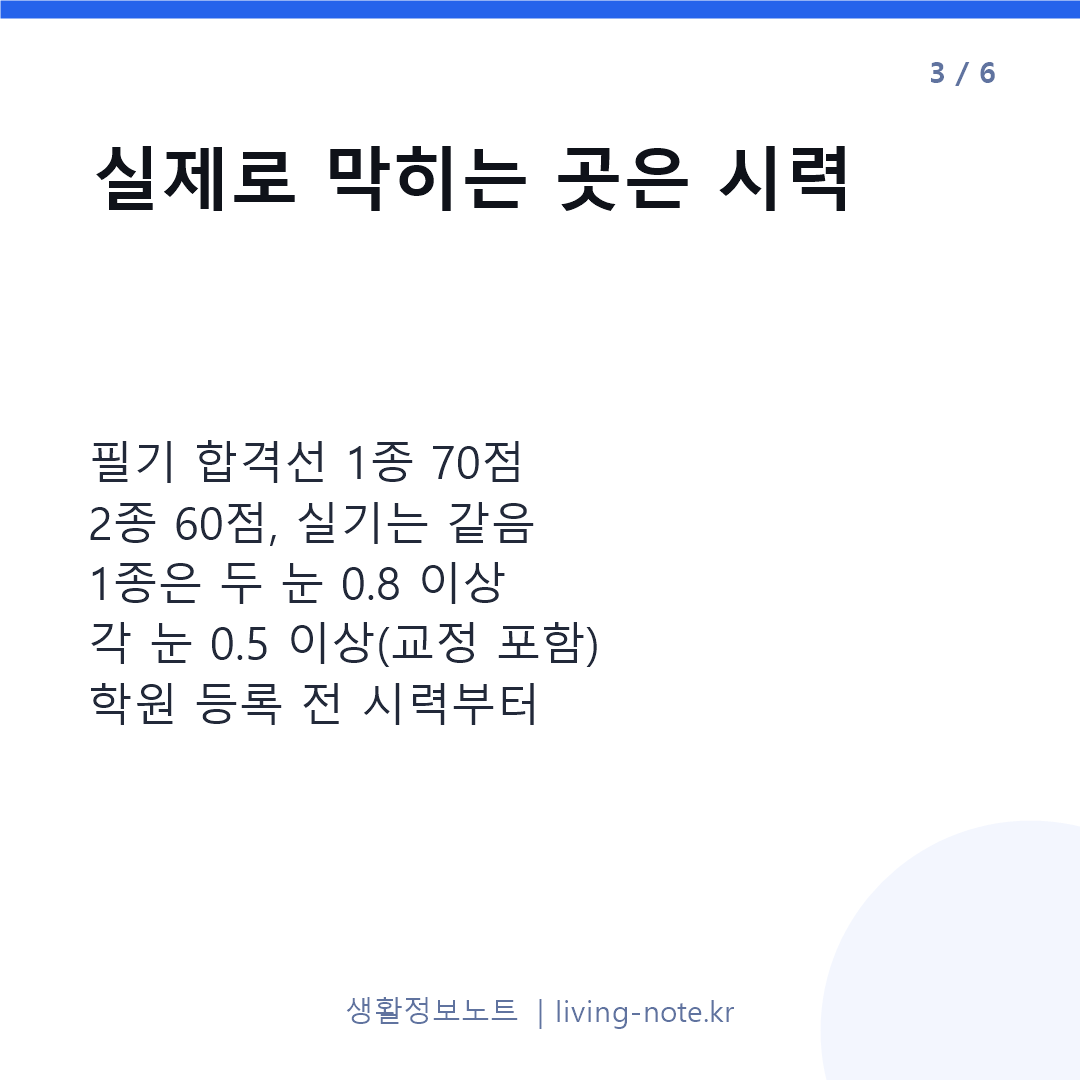 3 / 6
실제로 막히는 곳은 시력
필기 합격선 1종 70점
2종 60점, 실기는 같음
1종은 두 눈 0.8 이상
각 눈 0.5 이상(교정 포함)
학원 등록 전 시력부터
생활정보노트 | living-note.kr